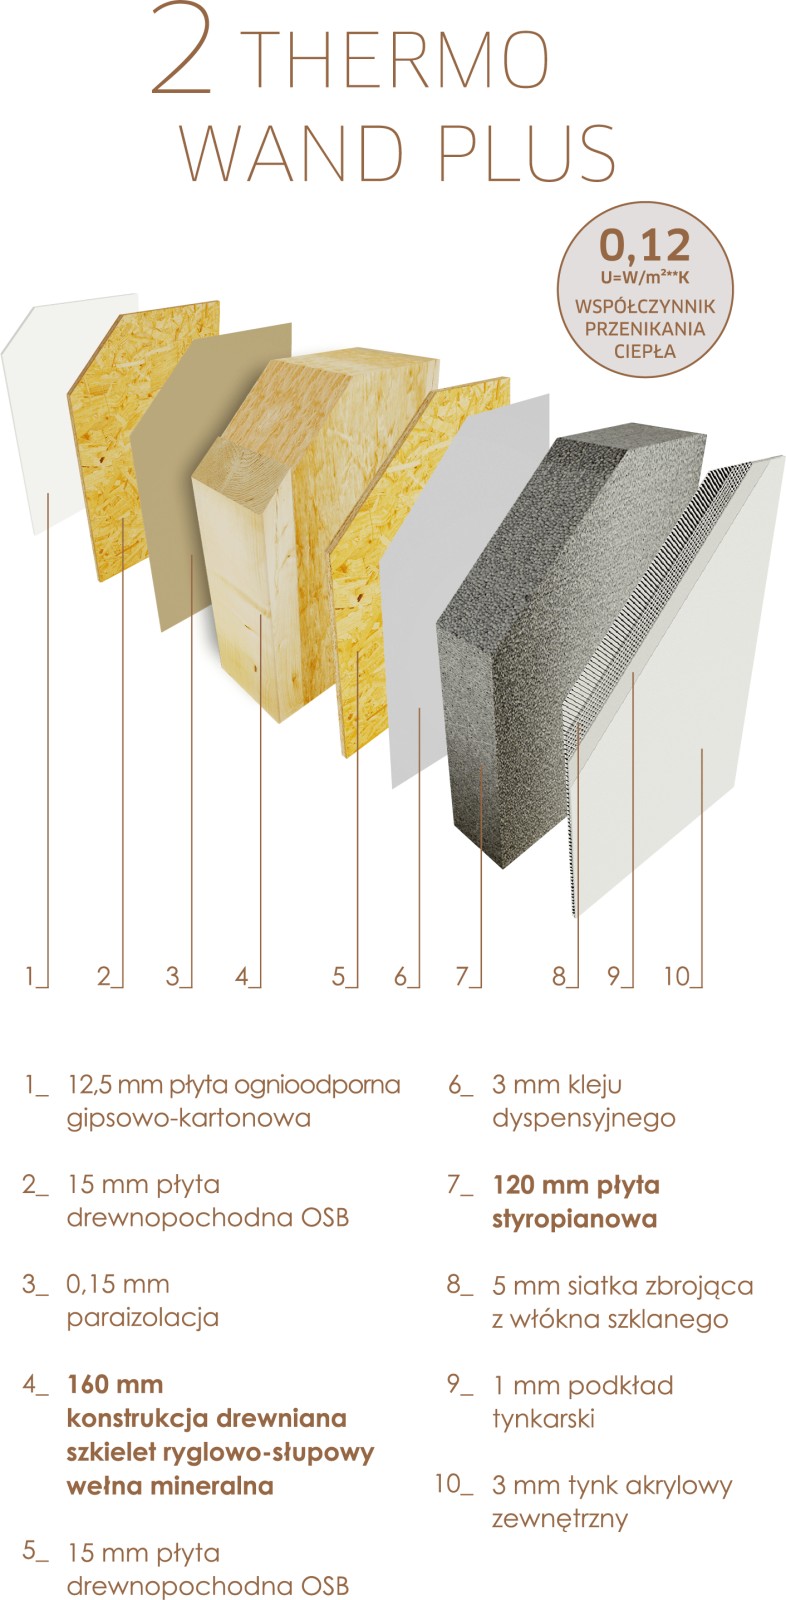 2 THERMO
WAND PLUS
0,12
U=W/m²**K
WSPÓŁCZYNNIK
PRZENIKANIA
CIEPŁA
1_ 2_ 3_ 4_ 5_ 6_ 7_ 8_ 9_ 10_
1_ 12,5 mm płyta ognioodporna
gipsowo-kartonowa
2_ 15 mm płyta
drewnopochodna OSB
3_ 0,15 mm
paraizolacja
4_ 160 mm
konstrukcja drewniana
szkielet ryglowo-słupowy
wełna mineralna
5_ 15 mm płyta
drewnopochodna OSB
6_ 3 mm kleju
dyspensyjnego
7_ 120 mm płyta
styropianowa
8_ 5 mm siatka zbrojąca
z włókna szklanego
9_ 1 mm podkład
tynkarski
10_ 3 mm tynk akrylowy
zewnętrzny